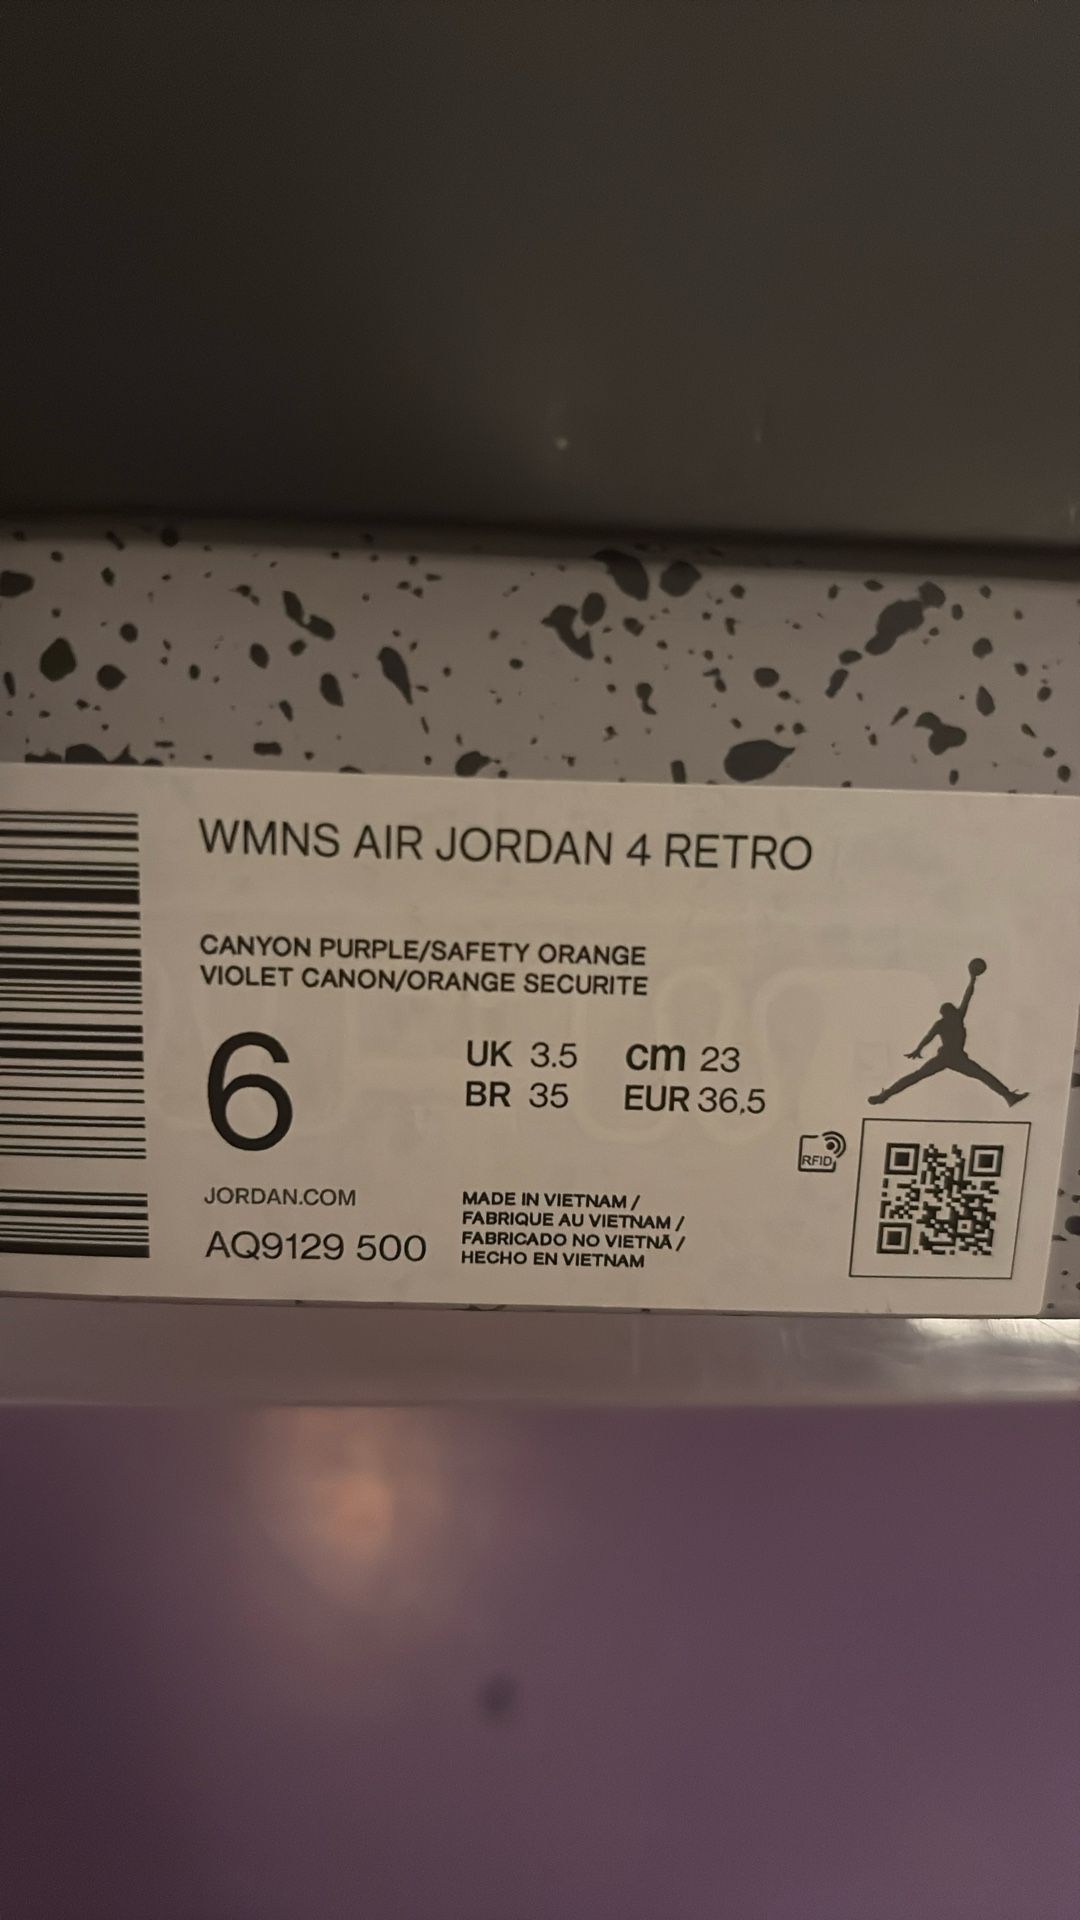 WMNS AIR JORDAN 4 RETRO
CANYON PURPLE/SAFETY ORANGE
VIOLET CANON/ORANGE SECURITE
6
UK 3.5 cm 23
BR 35 EUR 36,5
RFID
JORDAN.COM
AQ9129 500
MADE IN VIETNAM /
FABRIQUE AU VIETNAM /
FABRICADO NO VIETNÃ /
HECHO EN VIETNAM